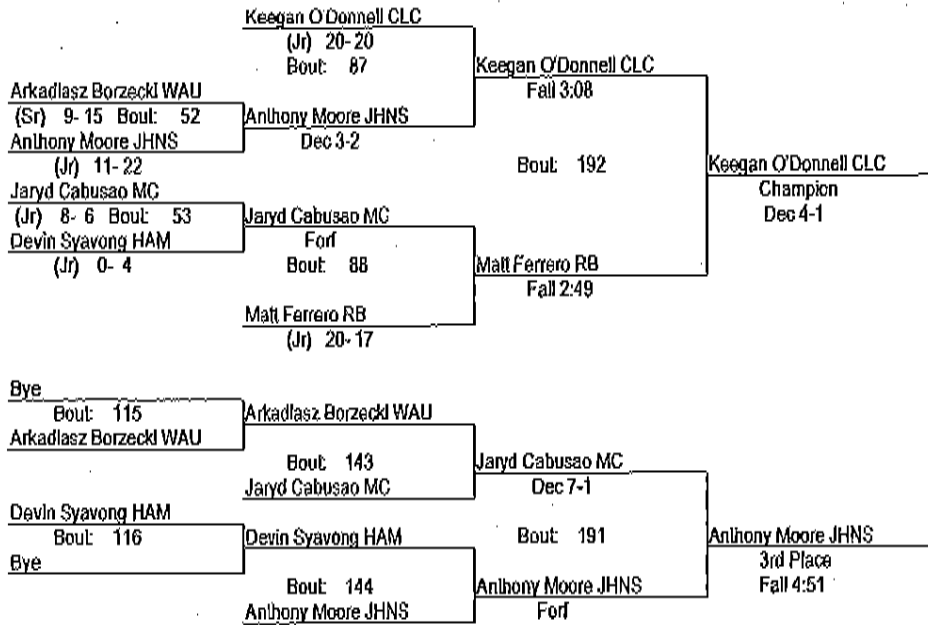 Keegan O'Donnell CLC
(Jr) 20-20
Bout: 87
Keegan O'Donnell CLC
Fall 3:08
Arkadiasz Borzecki WAU
(Sr) 9-15 Bout: 52
Anthony Moore JHNS
Dec 3-2
Anthony Moore JHNS
(Jr) 11-22
Bout: 192
Keegan O'Donnell CLC
Champion
Dec 4-1
Jaryd Cabusao MC
(Jr) 8-6 Bout: 53
Jaryd Cabusao MC
Forf
Devin Syavong HAM
(Jr) 0-4
Bout: 88
Matt Ferrero RB
Fall 2:49
Matt Ferrero RB
(Jr) 20-17
Bye
Bout: 115
Arkadiasz Borzecki WAU
Arkadiasz Borzecki WAU
Bout: 143
Jaryd Cabusao MC
Jaryd Cabusao MC
Dec 7-1
Devin Syavong HAM
Bout: 116
Devin Syavong HAM
Bye
Bout: 191
Anthony Moore JHNS
3rd Place
Fall 4:51
Bout: 144
Anthony Moore JHNS
Anthony Moore JHNS
Forf